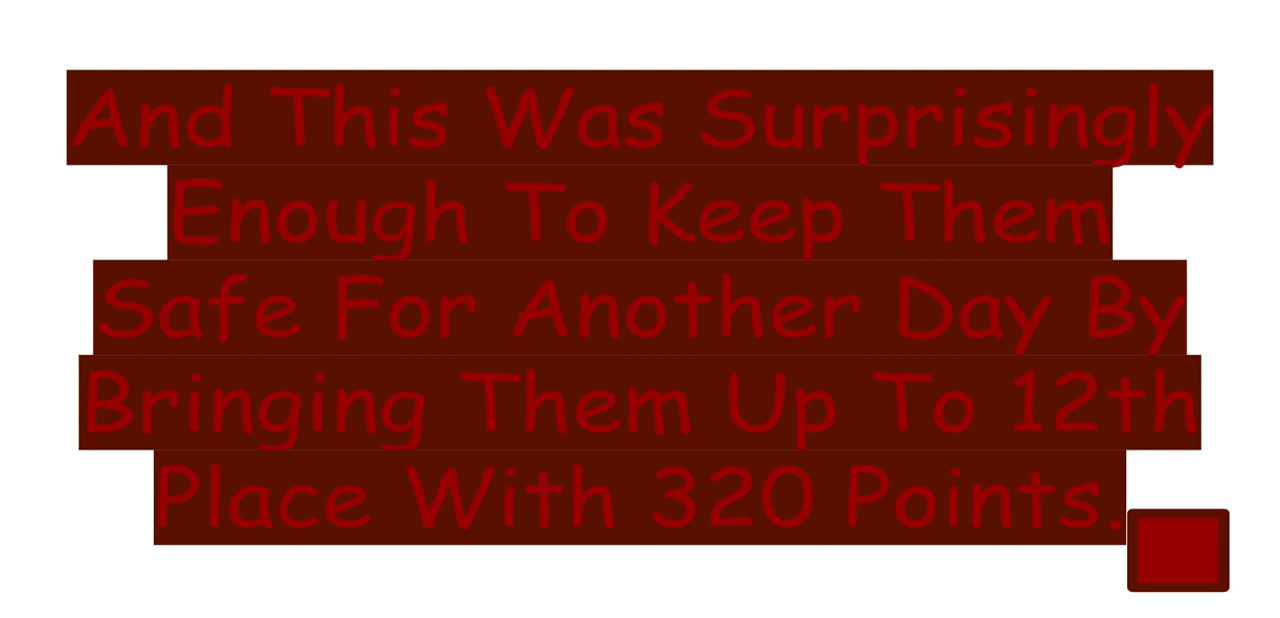 And This Was Surprisingly
Enough To Keep Them
Safe For Another Day By
Bringing Them Up To 12th
Place With 320 Points.